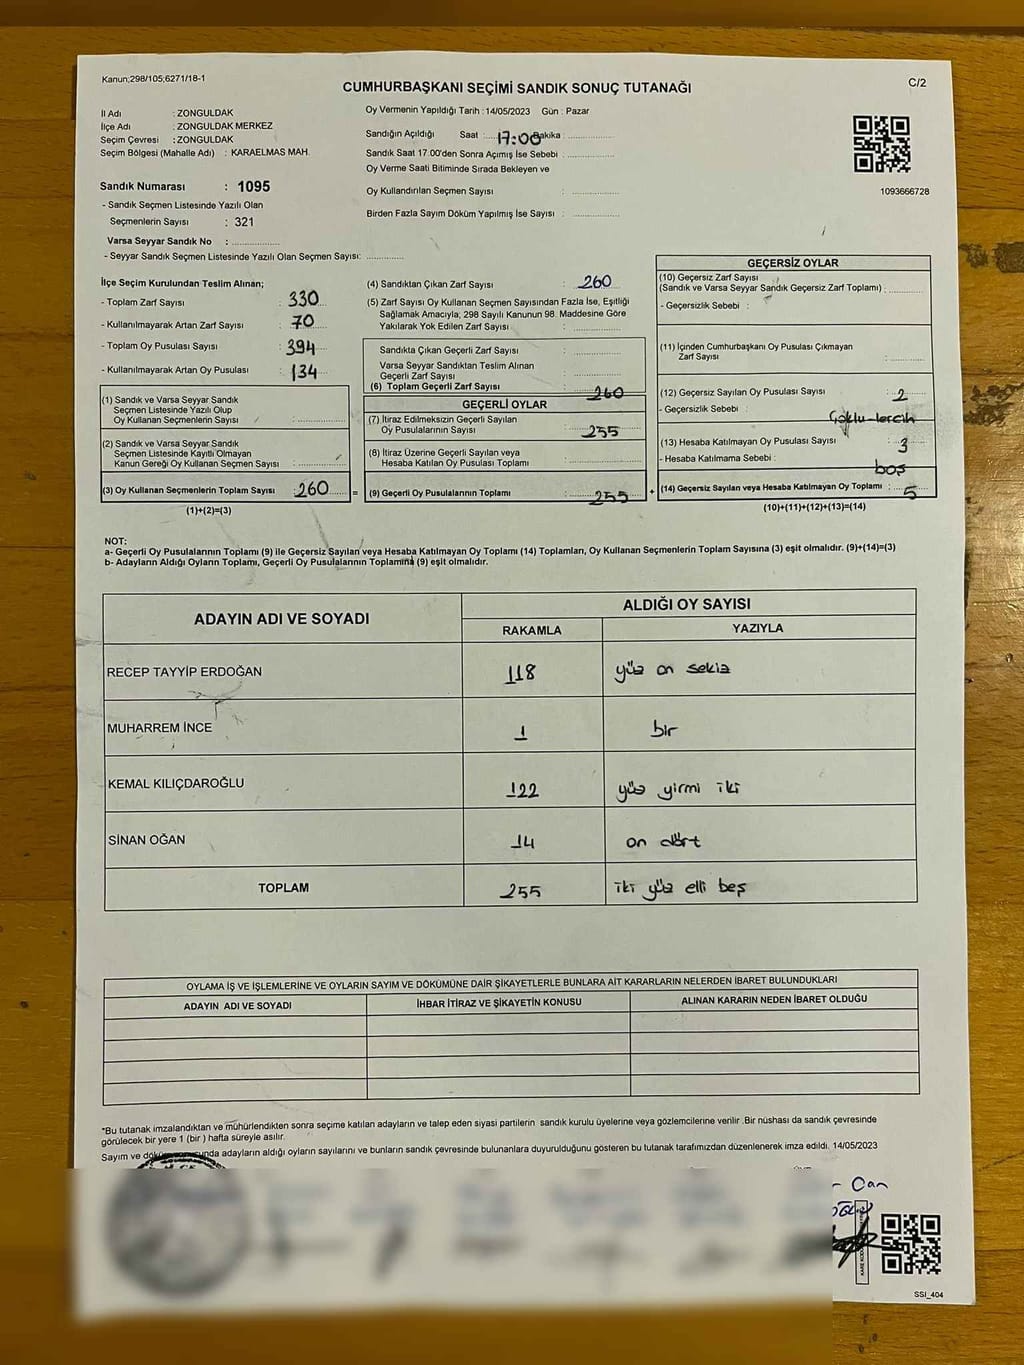 Kanun;298/105;6271/18-1
CUMHURBAŞKANI SEÇİMİ SANDIK SONUÇ TUTANAĞI
C/2
İl Adı : ZONGULDAK
İlçe Adı : ZONGULDAK MERKEZ
Seçim Çevresi : ZONGULDAK
Seçim Bölgesi (Mahalle Adı) : KARAELMAS MAH.
Sandık Numarası : 1095
- Sandık Seçmen Listesinde Yazılı Olan
Seçmenlerin Sayısı : 321
Varsa Seyyar Sandık No : ..............
- Seyyar Sandık Seçmen Listesinde Yazılı Olan Seçmen Sayısı: ............
Oy Vermenin Yapıldığı Tarih : 14/05/2023 Gün : Pazar
Sandığın Açıldığı Saat :..... 17:00 Dakika : ..............
Sandık Saat 17:00'den Sonra Açımış İse Sebebi : ..............
Oy Verme Saati Bitiminde Sırada Bekleyen ve
Oy Kullandırılan Seçmen Sayısı : ..............
Birden Fazla Sayım Döküm Yapılmış İse Sayısı : ..............
1093666728
İlçe Seçim Kurulundan Teslim Alınan;
- Toplam Zarf Sayısı : 330
- Kullanılmayarak Artan Zarf Sayısı : 70
- Toplam Oy Pusulası Sayısı : 394
- Kullanılmayarak Artan Oy Pusulası : 134
(1) Sandık ve Varsa Seyyar Sandık
Seçmen Listesinde Yazılı Olup
Oy Kullanan Seçmenlerin Sayısı : ..............
(2) Sandık ve Varsa Seyyar Sandık
Seçmen Listesinde Kayıtlı Olmayan
Kanun Gereği Oy Kullanan Seçmen Sayısı : ..............
(3) Oy Kullanan Seçmenlerin Toplam Sayısı : 260
(1)+(2)=(3)
(4) Sandıktan Çıkan Zarf Sayısı : 260
(5) Zarf Sayısı Oy Kullanan Seçmen Sayısından Fazla İse, Eşitliği
Sağlamak Amacıyla; 298 Sayılı Kanunun 98. Maddesine Göre
Yakılarak Yok Edilen Zarf Sayısı : ..............
Sandıkta Çıkan Geçerli Zarf Sayısı : ..............
Varsa Seyyar Sandıktan Teslim Alınan
Geçerli Zarf Sayısı : ..............
(6) Toplam Geçerli Zarf Sayısı : 260
GEÇERLİ OYLAR
(7) İtiraz Edilmeksizin Geçerli Sayılan
Oy Pusulalarının Sayısı : 255
(8) İtiraz Üzerine Geçerli Sayılan veya
Hesaba Katılan Oy Pusulası Toplamı : ..............
= (9) Geçerli Oy Pusulalarının Toplamı : 255 +
GEÇERSİZ OYLAR
(10) Geçersiz Zarf Sayısı
(Sandık ve Varsa Seyyar Sandık Geçersiz Zarf Toplamı) : ..........
- Geçersizlik Sebebi :
(11) İçinden Cumhurbaşkanı Oy Pusulası Çıkmayan
Zarf Sayısı : ..........
(12) Geçersiz Sayılan Oy Pusulası Sayısı : 2
- Geçersizlik Sebebi : Çoklu-tercih
(13) Hesaba Katılmayan Oy Pusulası Sayısı : 3
- Hesaba Katılmama Sebebi : boş
(14) Geçersiz Sayılan veya Hesaba Katılmayan Oy Toplamı : 5
(10)+(11)+(12)+(13)=(14)
NOT:
a- Geçerli Oy Pusulalarının Toplamı (9) ile Geçersiz Sayılan veya Hesaba Katılmayan Oy Toplamı (14) Toplamları, Oy Kullanan Seçmenlerin Toplam Sayısına (3) eşit olmalıdır. (9)+(14)=(3)
b- Adayların Aldığı Oyların Toplamı, Geçerli Oy Pusulalarının Toplamına (9) eşit olmalıdır.
ADAYIN ADI VE SOYADI
ALDIĞI OY SAYISI
RAKAMLA YAZIYLA
RECEP TAYYİP ERDOĞAN 118 yüz on sekiz
MUHARREM İNCE 1 bir
KEMAL KILIÇDAROĞLU 122 yüz yirmi iki
SİNAN OĞAN 14 on dört
TOPLAM 255 iki yüz elli beş
OYLAMA İŞ VE İŞLEMLERİNE VE OYLARIN SAYIM VE DÖKÜMÜNE DAİR ŞİKAYETLERLE BUNLARA AİT KARARLARIN NELERDEN İBARET BULUNDUKLARI
ADAYIN ADI VE SOYADI İHBAR İTİRAZ VE ŞİKAYETİN KONUSU ALINAN KARARIN NEDEN İBARET OLDUĞU
*Bu tutanak imzalandıktan ve mühürlendikten sonra seçime katılan adayların ve talep eden siyasi partilerin sandık kurulu üyelerine veya gözlemcilerine verilir .Bir nüshası da sandık çevresinde
görülecek bir yere 1 (bir ) hafta süreyle asılır.
Sayım ve adayların aldığı oyların sayılarını ve bunların sandık çevresinde bulunanlara duyurulduğunu gösteren bu tutanak tarafımızdan düzenlenerek imza edildi. 14/05/2023
Can
SSI_404